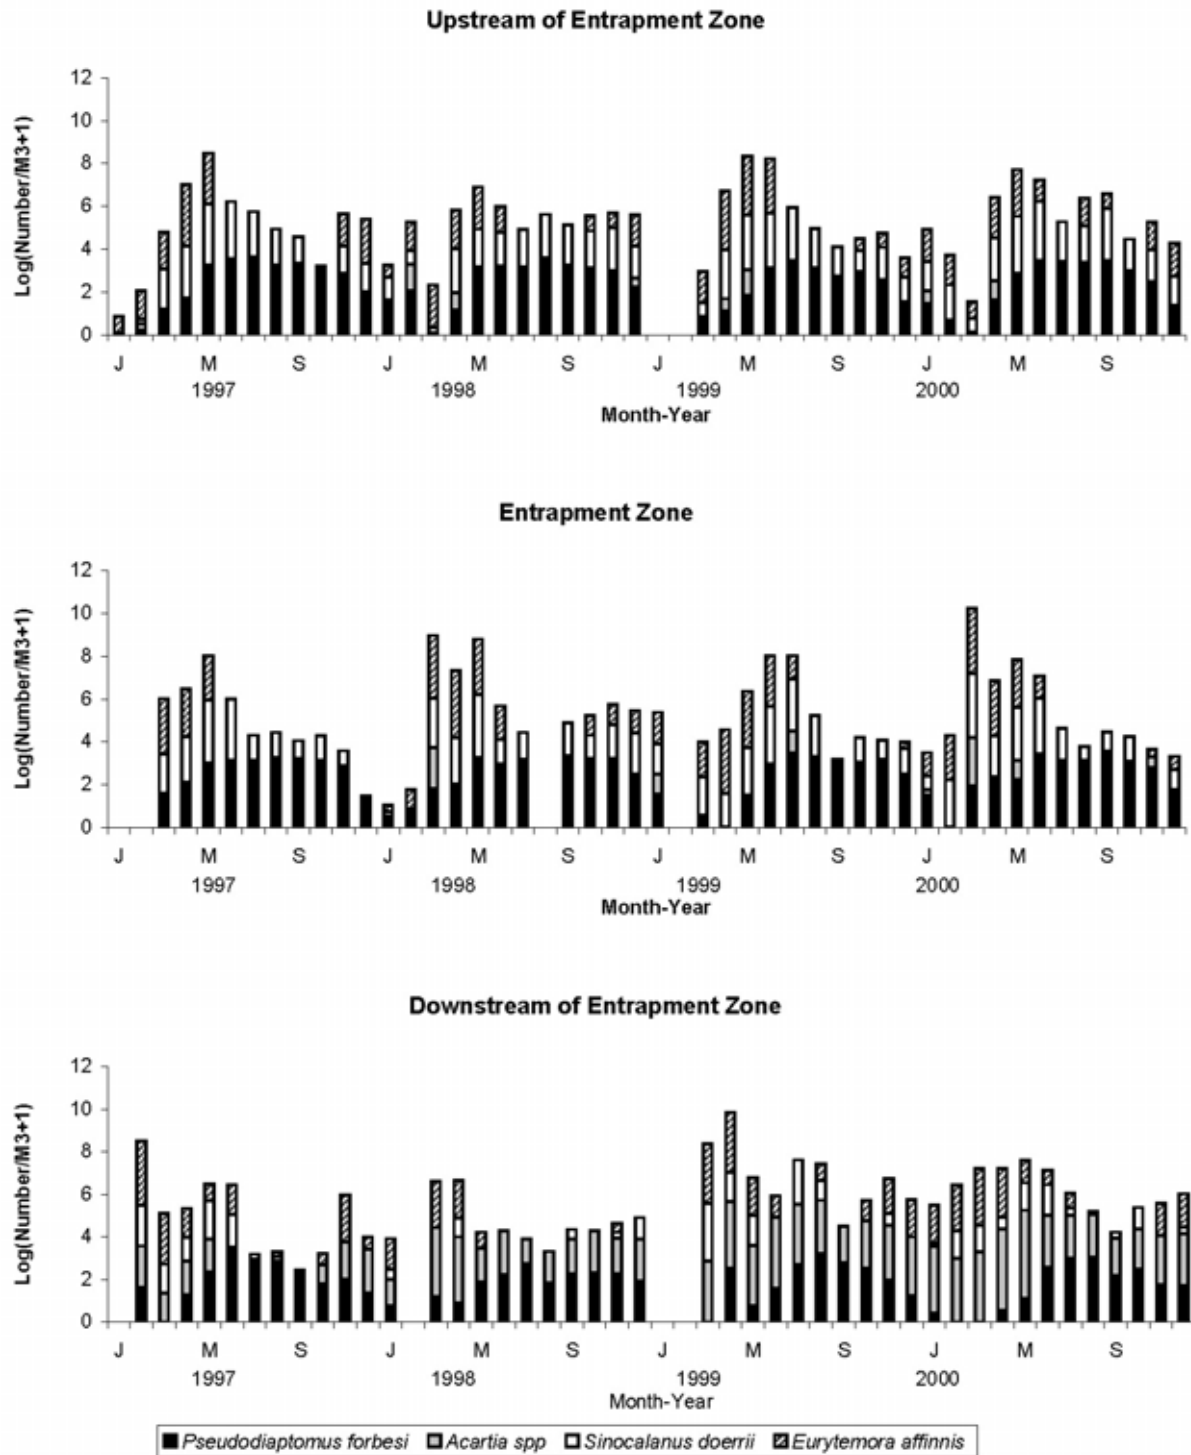 Upstream of Entrapment Zone
Log(Number/M3+1)
12
10
8
6
4
2
0
J M S J M S J M S J M S
1997 1998 1999 2000
Month-Year
Entrapment Zone
Log(Number/M3+1)
12
10
8
6
4
2
0
J M S J M S J M S J M S
1997 1998 1999 2000
Month-Year
Downstream of Entrapment Zone
Log(Number/M3+1)
12
10
8
6
4
2
0
J M S J M S J M S J M S
1997 1998 1999 2000
Month-Year
Pseudodiaptomus forbesi Acartia spp Sinocalanus doerrii Eurytemora affinnis